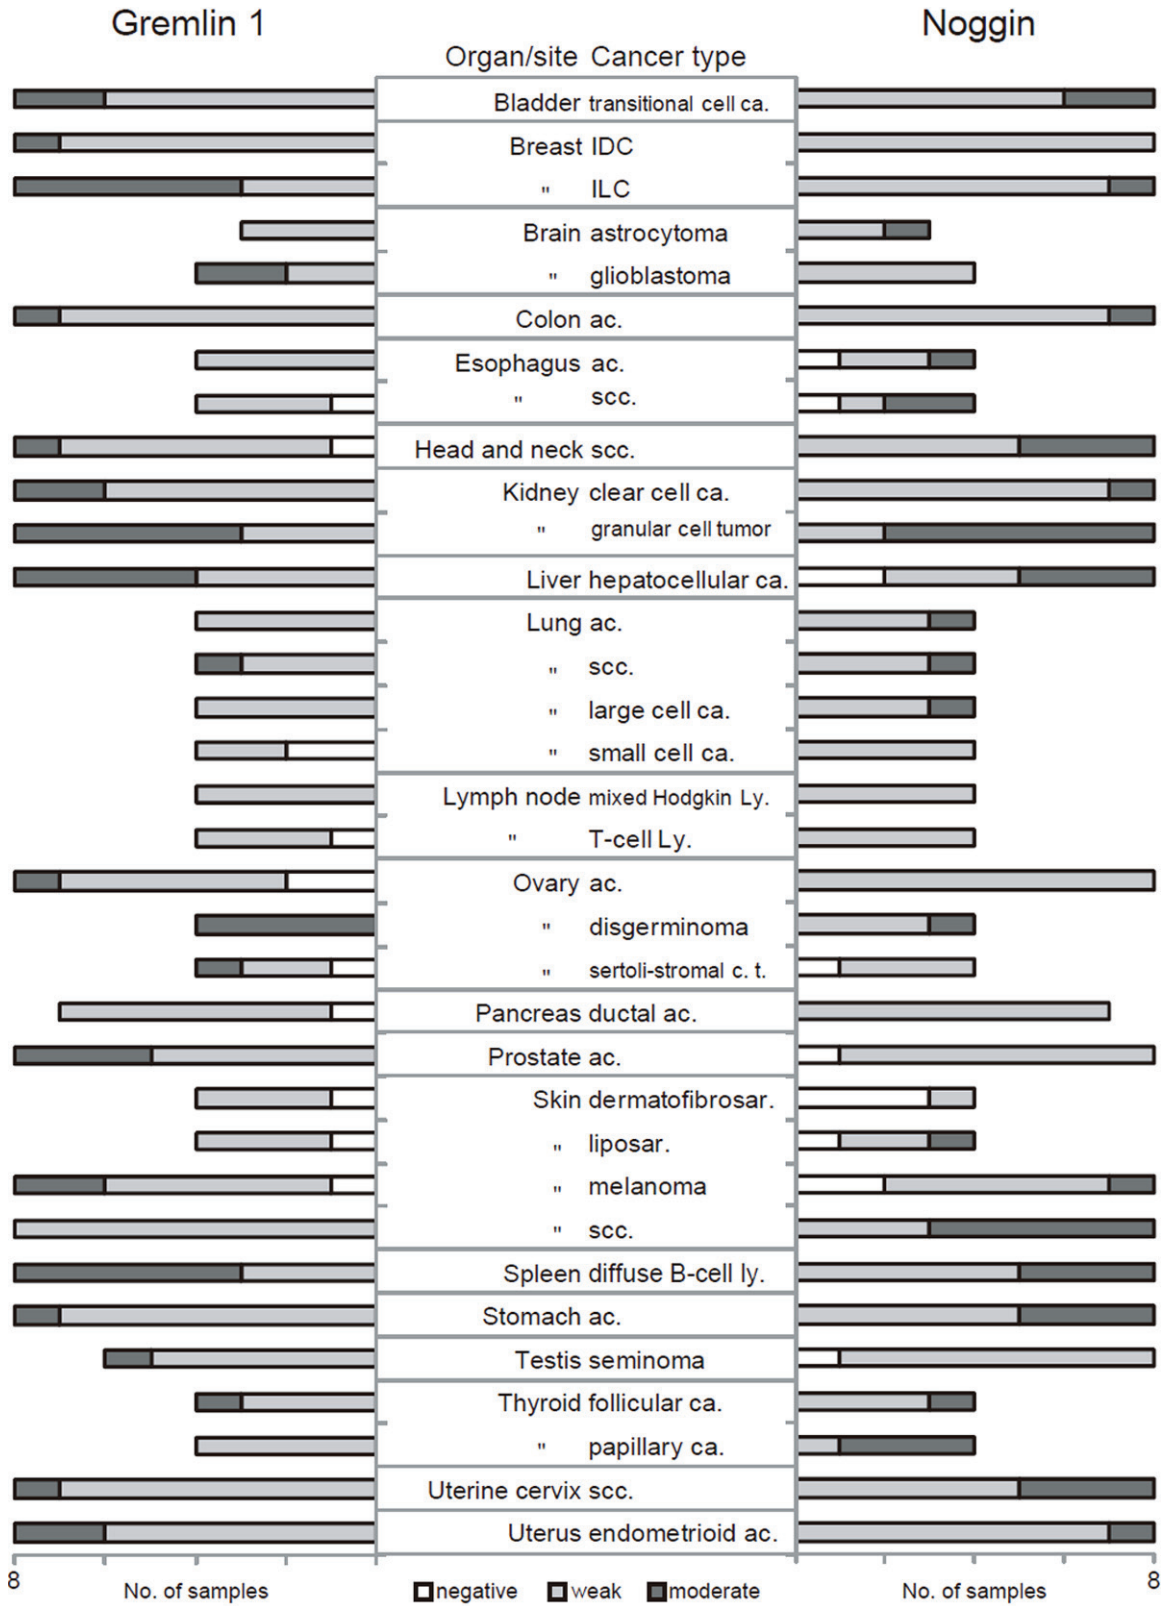 Gremlin 1 Noggin
Organ/site Cancer type
Bladder transitional cell ca.
Breast IDC
" ILC
Brain astrocytoma
" glioblastoma
Colon ac.
Esophagus ac.
" scc.
Head and neck scc.
Kidney clear cell ca.
" granular cell tumor
Liver hepatocellular ca.
Lung ac.
" scc.
" large cell ca.
" small cell ca.
Lymph node mixed Hodgkin Ly.
" T-cell Ly.
Ovary ac.
" disgerminoma
" sertoli-stromal c. t.
Pancreas ductal ac.
Prostate ac.
Skin dermatofibrosar.
" liposar.
" melanoma
" scc.
Spleen diffuse B-cell ly.
Stomach ac.
Testis seminoma
Thyroid follicular ca.
" papillary ca.
Uterine cervix scc.
Uterus endometrioid ac.
8 8
No. of samples negative weak moderate No. of samples